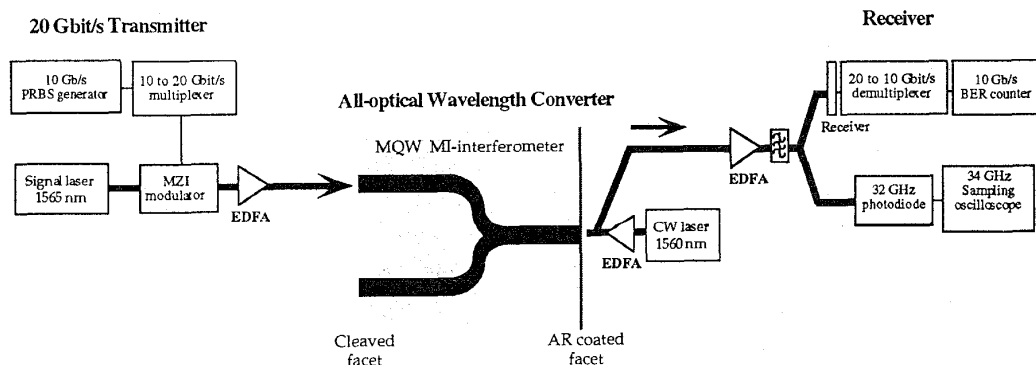 20 Gbit/s Transmitter
10 Gb/s
PRBS generator
10 to 20 Gbit/s
multiplexer
Signal laser
1565 nm
MZI
modulator
EDFA
All-optical Wavelength Converter
MQW MI-interferometer
Cleaved
facet
AR coated
facet
EDFA
CW laser
1560 nm
EDFA
Receiver
Receiver
20 to 10 Gbit/s
demultiplexer
10 Gb/s
BER counter
32 GHz
photodiode
34 GHz
Sampling
oscilloscope